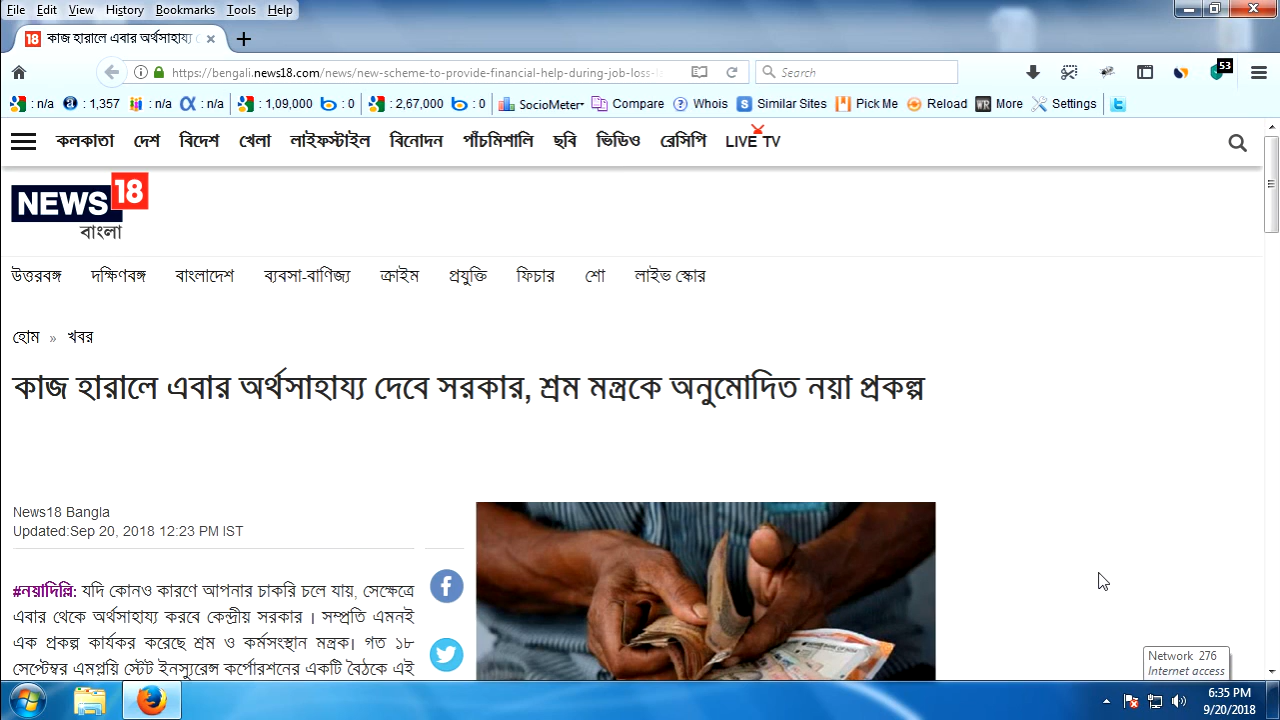 File Edit View History Bookmarks Tools Help
18 কাজ হারালে এবার অর্থসাহায্য
https://bengali.news18.com/news/new-scheme-to-provide-financial-help-during-job-loss- Search 53
: n/a : 1,357 : n/a : n/a : 1,09,000 : 0 : 2,67,000 : 0 SocioMeter Compare Whois Similar Sites Pick Me Reload WR More Settings
কলকাতা দেশ বিদেশ খেলা লাইফস্টাইল বিনোদন পাঁচমিশালি ছবি ভিডিও রেসিপি LIVE TV
NEWS 18
বাংলা
উত্তরবঙ্গ দক্ষিণবঙ্গ বাংলাদেশ ব্যবসা-বাণিজ্য ক্রাইম প্রযুক্তি ফিচার শো লাইভ স্কোর
হোম » খবর
কাজ হারালে এবার অর্থসাহায্য দেবে সরকার, শ্রম মন্ত্রকে অনুমোদিত নয়া প্রকল্প
News18 Bangla
Updated:Sep 20, 2018 12:23 PM IST
#নয়াদিল্লি: যদি কোনও কারণে আপনার চাকরি চলে যায়, সেক্ষেত্রে
এবার থেকে অর্থসাহায্য করবে কেন্দ্রীয় সরকার । সম্প্রতি এমনই
এক প্রকল্প কার্যকর করেছে শ্রম ও কর্মসংস্থান মন্ত্রক। গত ১৮
সেপ্টেম্বর এমপ্লয়ি স্টেট ইনস্যুরেন্স কর্পোরশনের একটি বৈঠকে এই
Network 276
Internet access
6:35 PM
9/20/2018